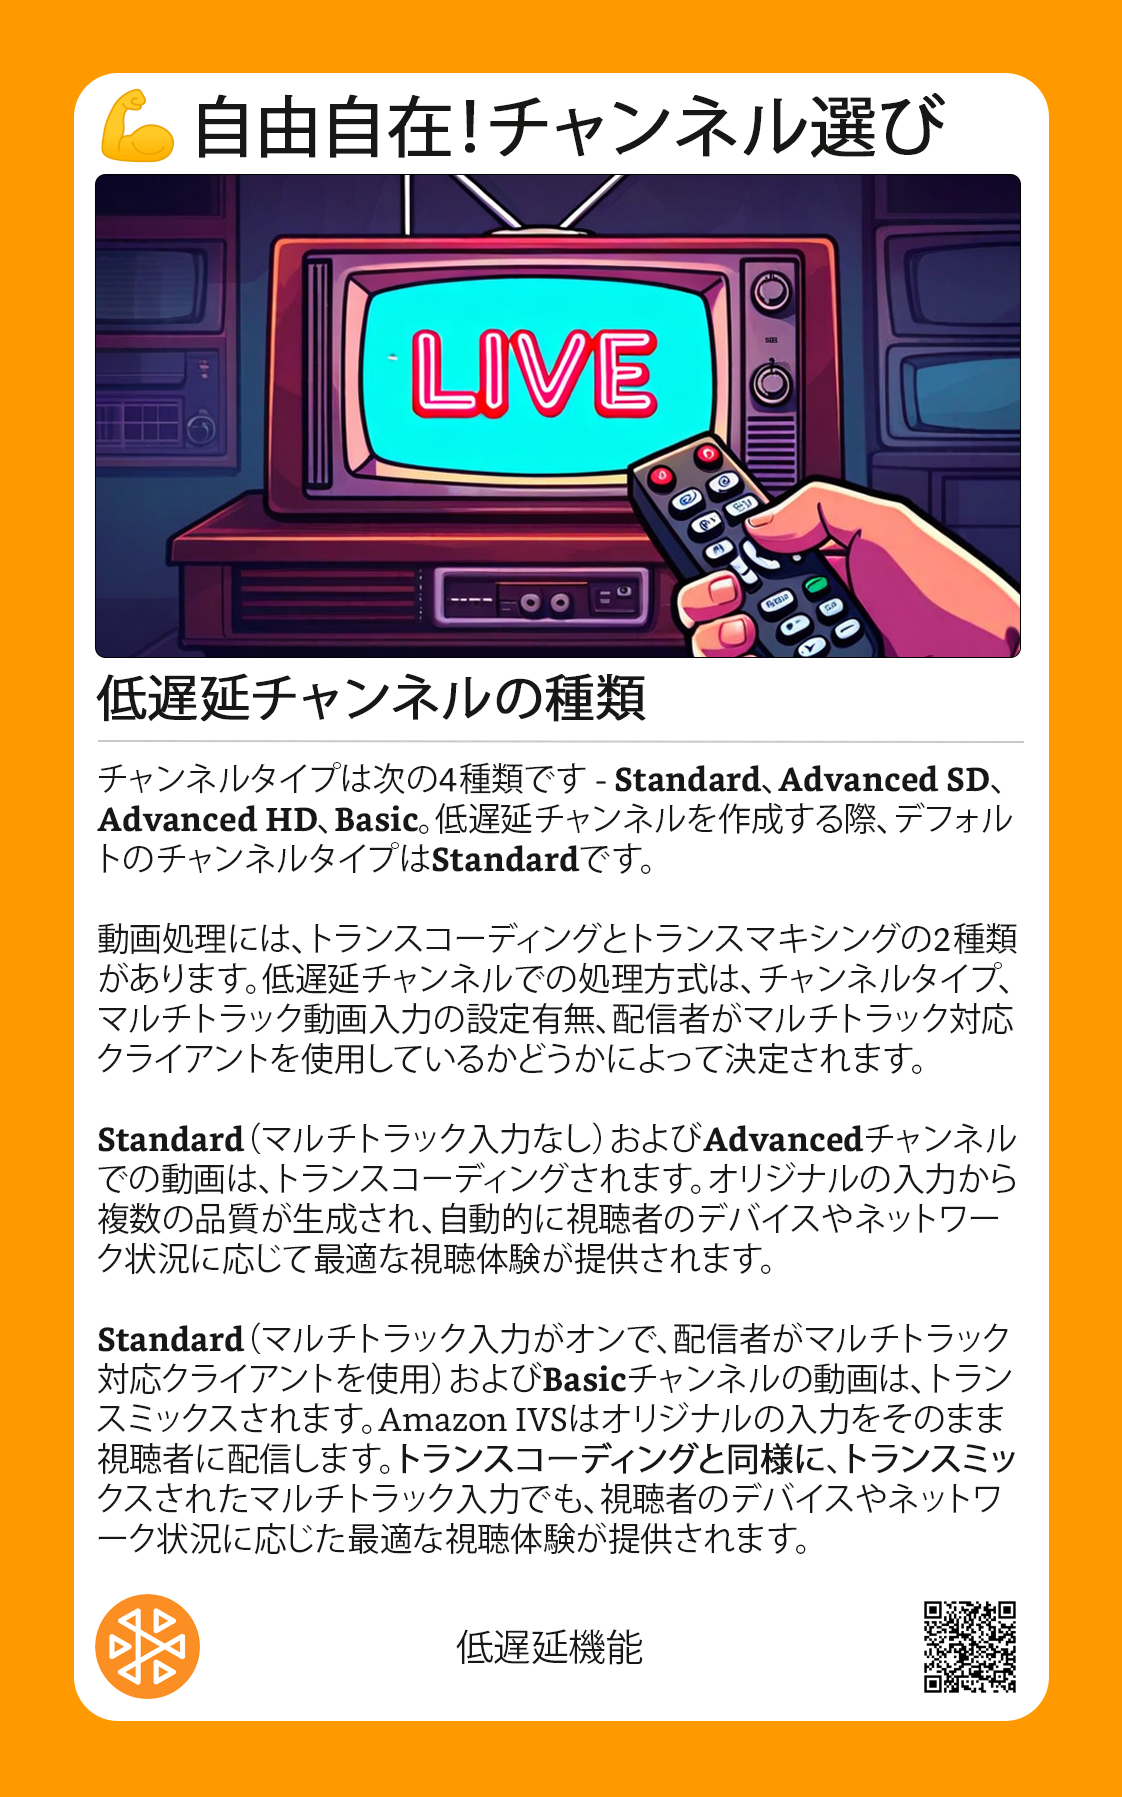 💪 自由自在!チャンネル選び
LIVE
低遅延チャンネルの種類
チャンネルタイプは次の4種類です - Standard、Advanced SD、
Advanced HD、Basic。低遅延チャンネルを作成する際、デフォル
トのチャンネルタイプはStandardです。
動画処理には、トランスコーディングとトランスマキシングの2種類
があります。低遅延チャンネルでの処理方式は、チャンネルタイプ、
マルチトラック動画入力の設定有無、配信者がマルチトラック対応
クライアントを使用しているかどうかによって決定されます。
Standard（マルチトラック入力なし）およびAdvancedチャンネル
での動画は、トランスコーディングされます。オリジナルの入力から
複数の品質が生成され、自動的に視聴者のデバイスやネットワー
ク状況に応じて最適な視聴体験が提供されます。
Standard（マルチトラック入力がオンで、配信者がマルチトラック
対応クライアントを使用）およびBasicチャンネルの動画は、トラン
スミックスされます。Amazon IVSはオリジナルの入力をそのまま
視聴者に配信します。トランスコーディングと同様に、トランスミッ
クスされたマルチトラック入力でも、視聴者のデバイスやネットワ
ーク状況に応じた最適な視聴体験が提供されます。
低遅延機能